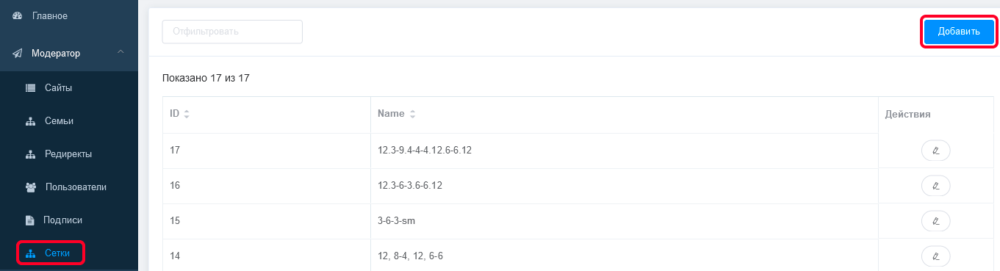 Главное
Модератор
Сайты
Семьи
Редиректы
Пользователи
Подписи
Сетки
Отфильтровать
Добавить
Показано 17 из 17
ID Name Действия
17 12.3-9.4-4-4.12.6-6.12
16 12.3-6-3.6-6.12
15 3-6-3-sm
14 12, 8-4, 12, 6-6